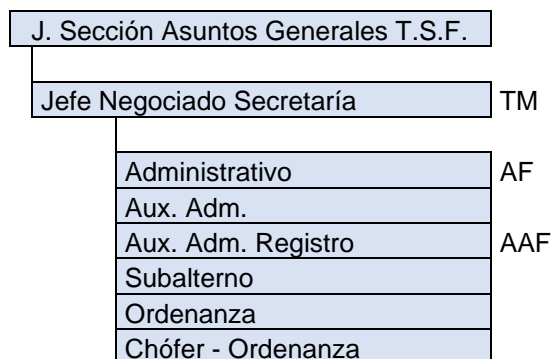 J. Sección Asuntos Generales T.S.F.
Jefe Negociado Secretaría TM
Administrativo AF
Aux. Adm.
Aux. Adm. Registro AAF
Subalterno
Ordenanza
Chófer - Ordenanza